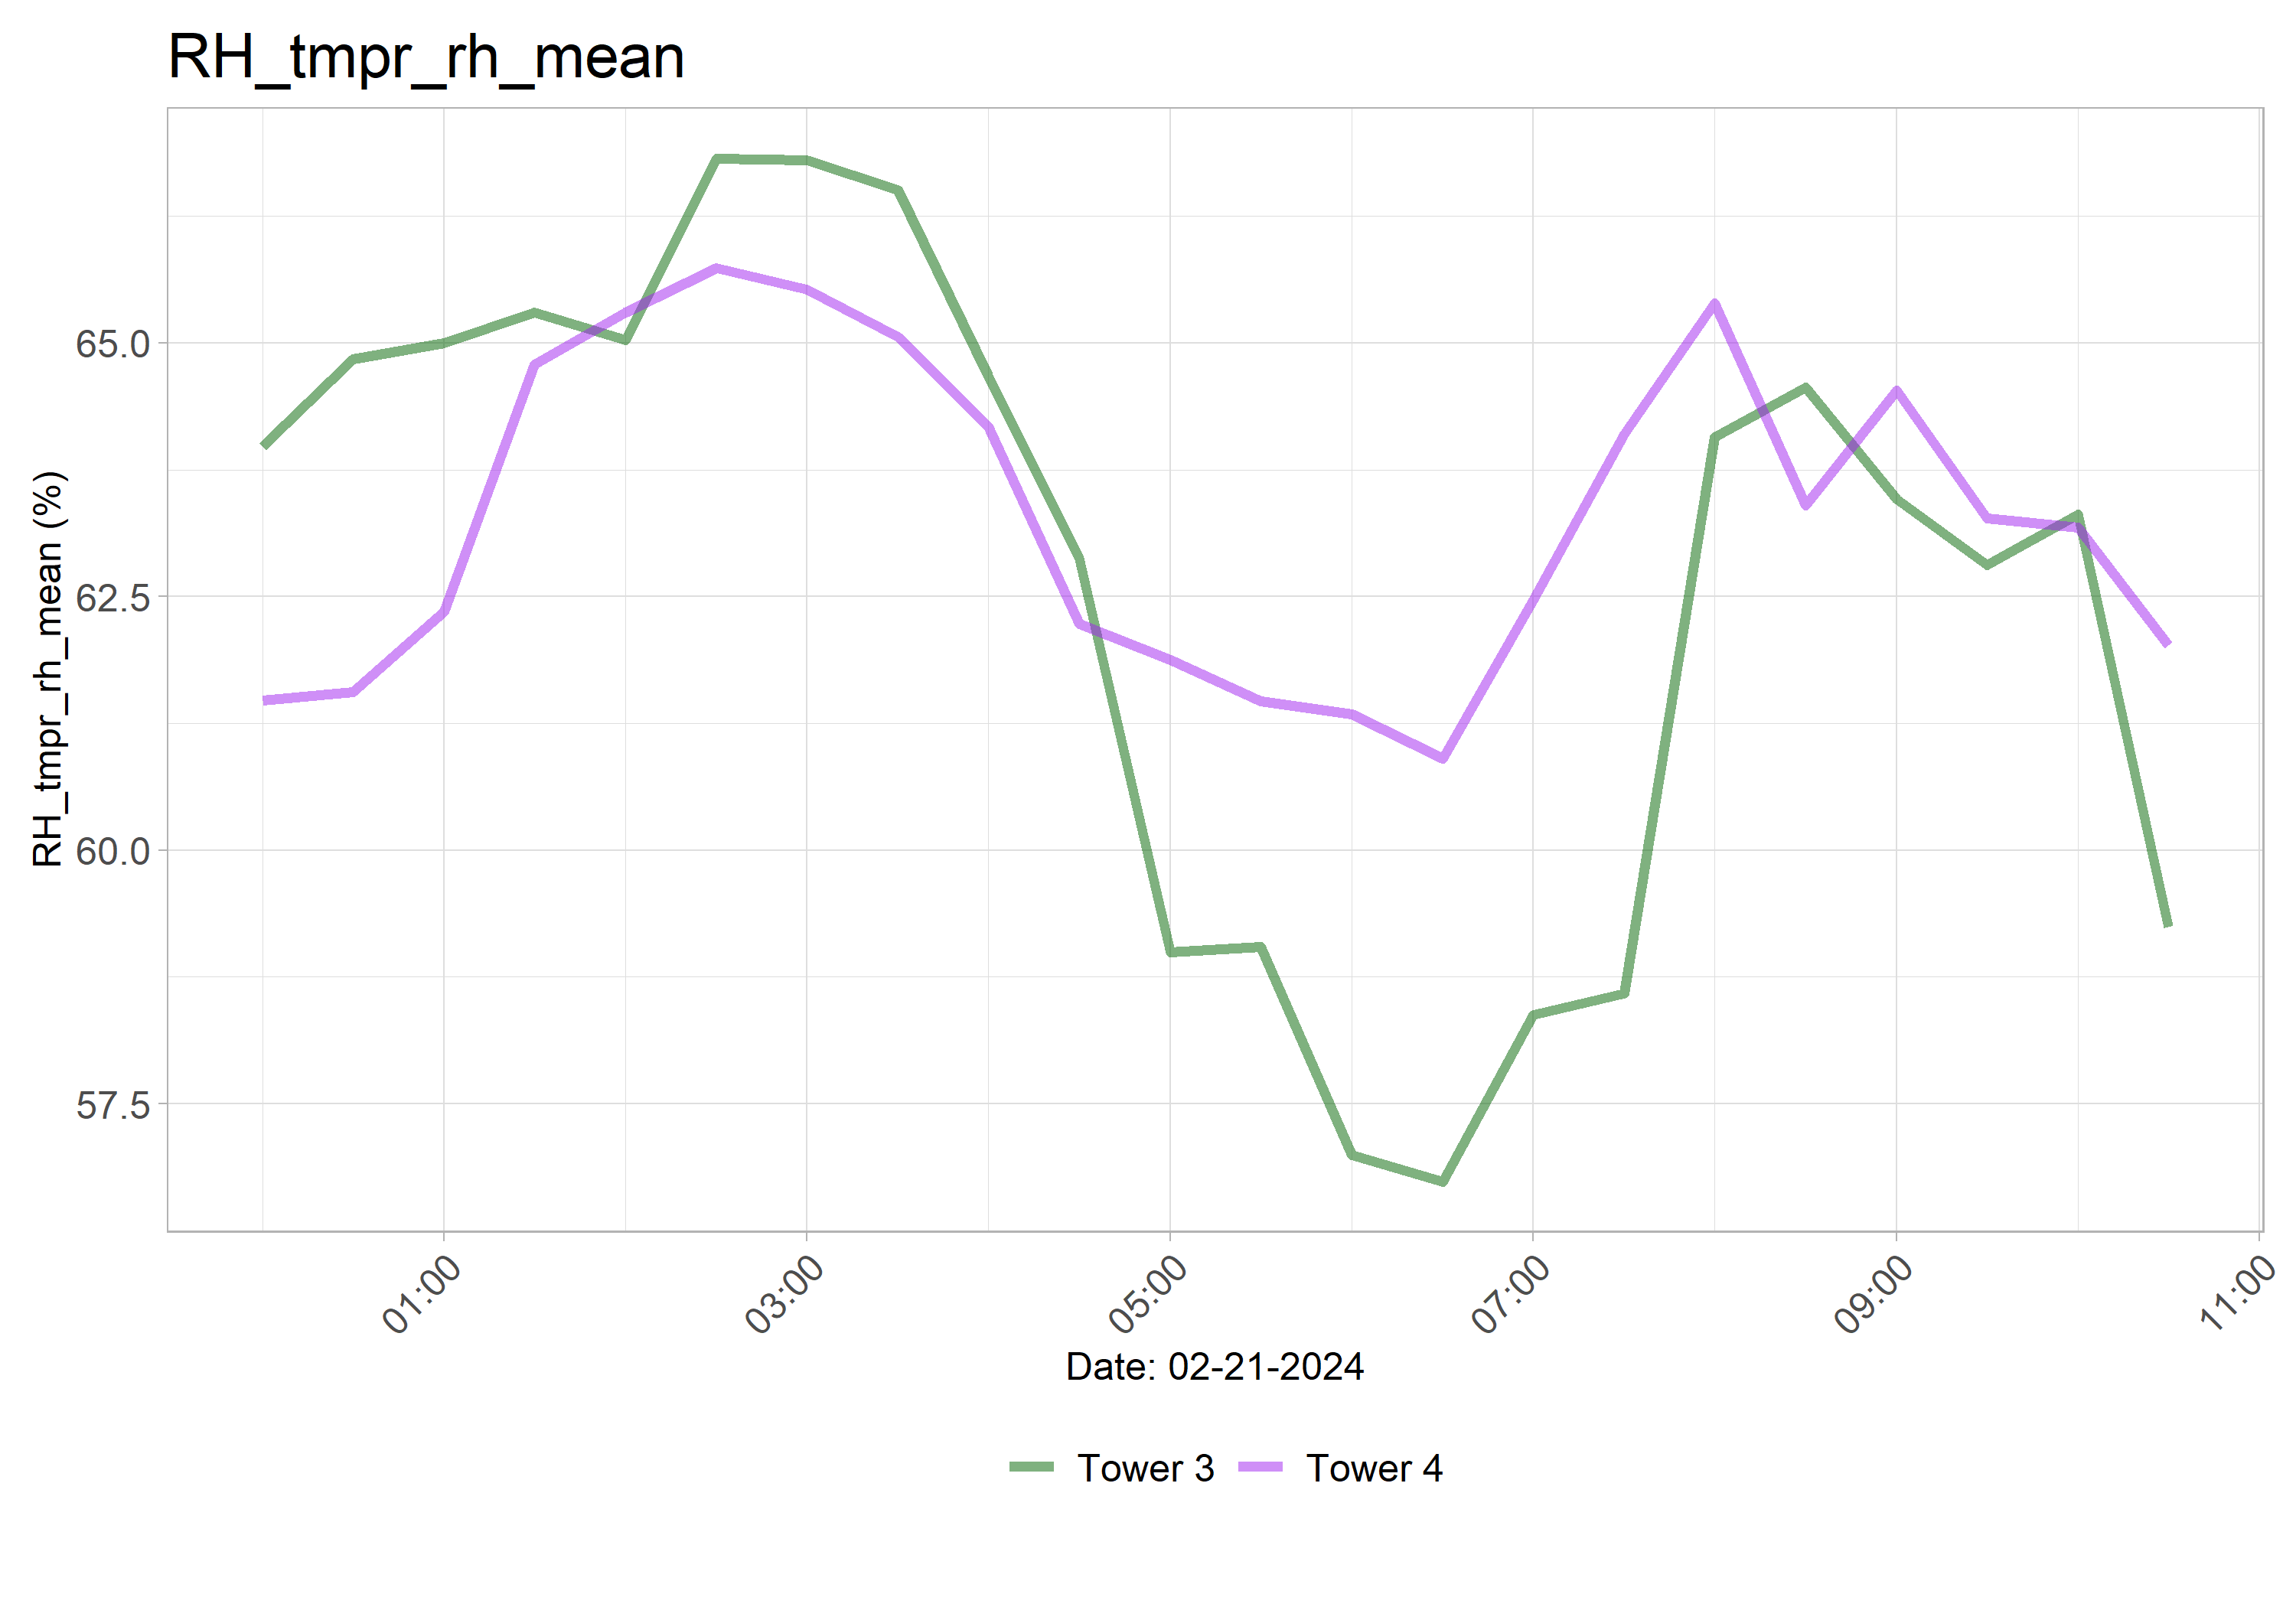 RH_tmpr_rh_mean
RH_tmpr_rh_mean (%)
65.0
62.5
60.0
57.5
01:00
03:00
05:00
07:00
09:00
11:00
Date: 02-21-2024
Tower 3
Tower 4